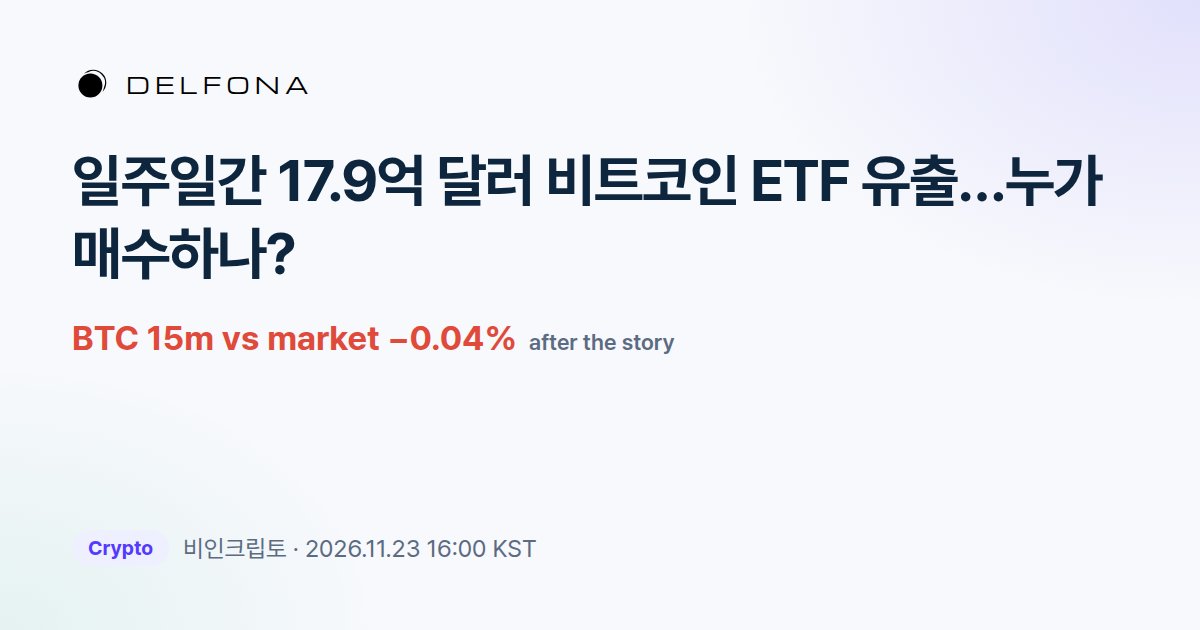 DELFONA
일주일간 17.9억 달러 비트코인 ETF 유출…누가
매수하나?
BTC 15m vs market −0.04% after the story
Crypto 비인크립토 · 2026.11.23 16:00 KST